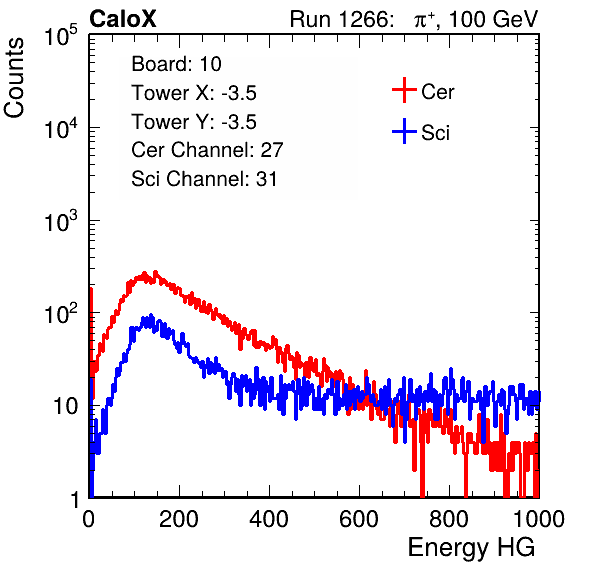 CaloX Run 1266: π⁺, 100 GeV
Counts
10⁵
10⁴
10³
10²
10
1
Board: 10
Tower X: -3.5
Tower Y: -3.5
Cer Channel: 27
Sci Channel: 31
Cer
Sci
0 200 400 600 800 1000
Energy HG